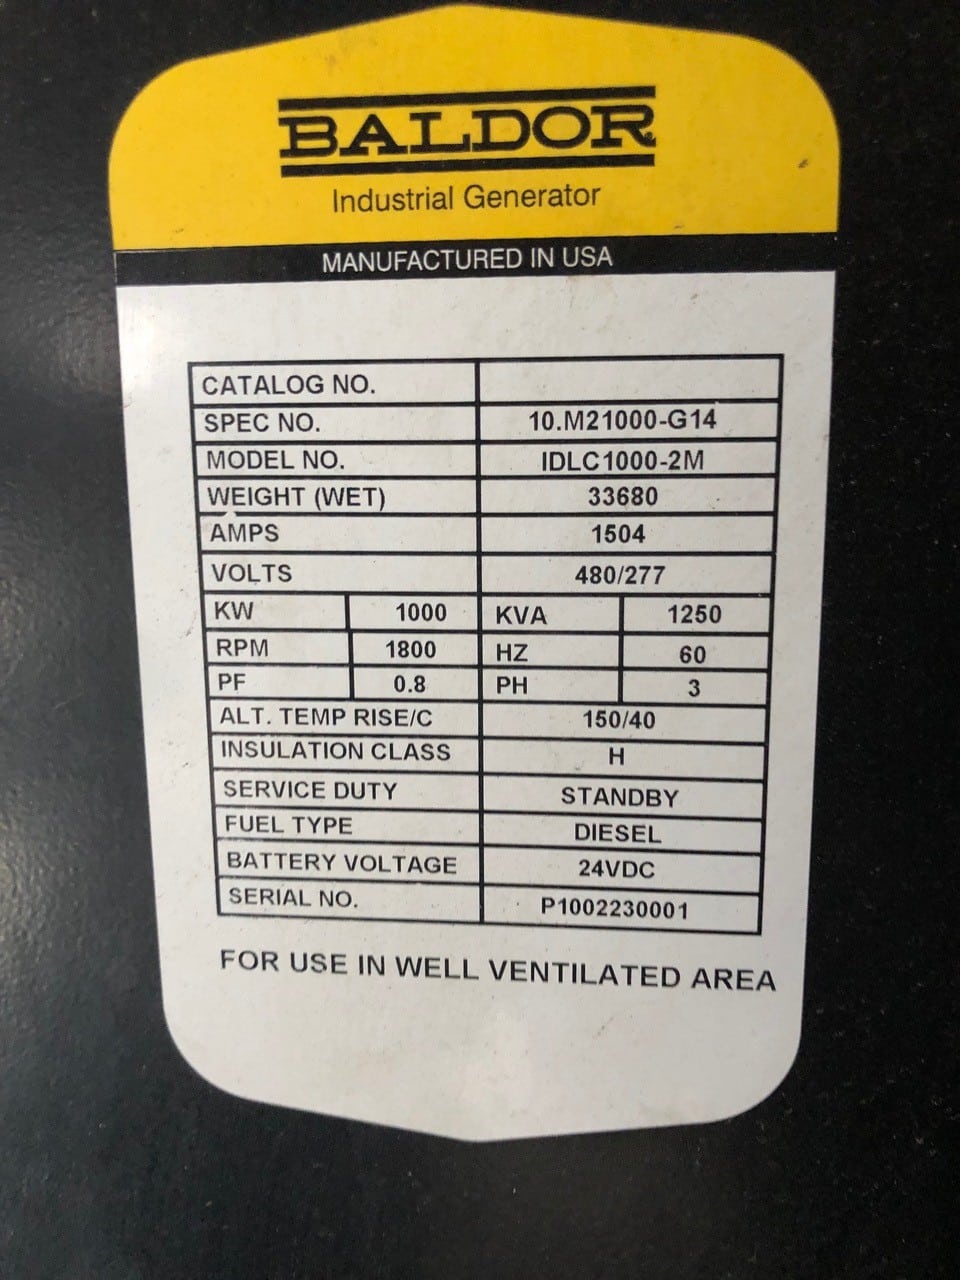 BALDOR
Industrial Generator
MANUFACTURED IN USA
CATALOG NO.
SPEC NO. 10.M21000-G14
MODEL NO. IDLC1000-2M
WEIGHT (WET) 33680
AMPS 1504
VOLTS 480/277
KW 1000 KVA 1250
RPM 1800 HZ 60
PF 0.8 PH 3
ALT. TEMP RISE/C 150/40
INSULATION CLASS H
SERVICE DUTY STANDBY
FUEL TYPE DIESEL
BATTERY VOLTAGE 24VDC
SERIAL NO. P1002230001
FOR USE IN WELL VENTILATED AREA